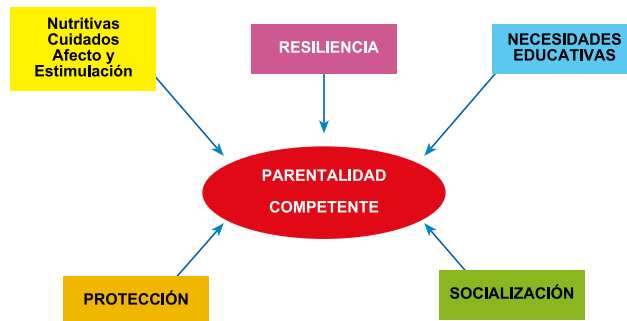 Nutritivas
Cuidados
Afecto y
Estimulación
RESILIENCIA
NECESIDADES
EDUCATIVAS
PARENTALIDAD
COMPETENTE
PROTECCIÓN
SOCIALIZACIÓN